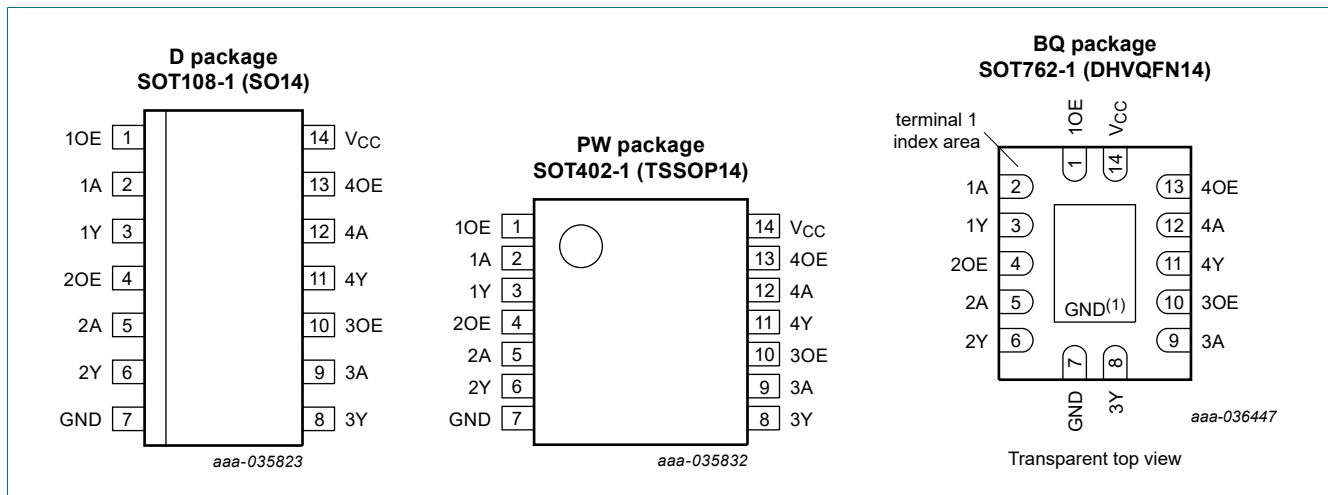 D package
SOT108-1 (SO14)
1OE 1
1A 2
1Y 3
2OE 4
2A 5
2Y 6
GND 7
14 VCC
13 4OE
12 4A
11 4Y
10 3OE
9 3A
8 3Y
aaa-035823
PW package
SOT402-1 (TSSOP14)
1OE 1
1A 2
1Y 3
2OE 4
2A 5
2Y 6
GND 7
14 VCC
13 4OE
12 4A
11 4Y
10 3OE
9 3A
8 3Y
aaa-035832
BQ package
SOT762-1 (DHVQFN14)
terminal 1
index area
1OE
VCC
1
14
1A 2
1Y 3
2OE 4
2A 5
2Y 6
13 4OE
12 4A
11 4Y
10 3OE
9 3A
GND(1)
7
8
GND
3Y
aaa-036447
Transparent top view